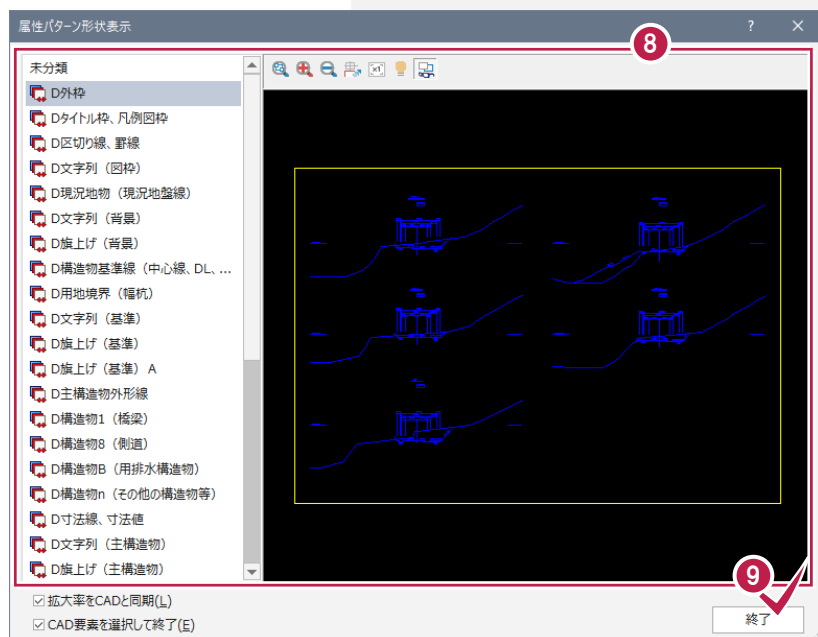 属性パターン形状表示
?
8
未分類
D外枠
Dタイトル枠、凡例図枠
D区切り線、罫線
D文字列（図枠）
D現況地物（現況地盤線）
D文字列（背景）
D旗上げ（背景）
D構造物基準線（中心線、DL、...
D用地境界（幅杭）
D文字列（基準）
D旗上げ（基準）
D旗上げ（基準）A
D主構造物外形線
D構造物1（橋梁）
D構造物8（側道）
D構造物B（用排水構造物）
D構造物n（その他の構造物等）
D寸法線、寸法値
D文字列（主構造物）
D旗上げ（主構造物）
x1
9
拡大率をCADと同期(L)
CAD要素を選択して終了(E)
終了